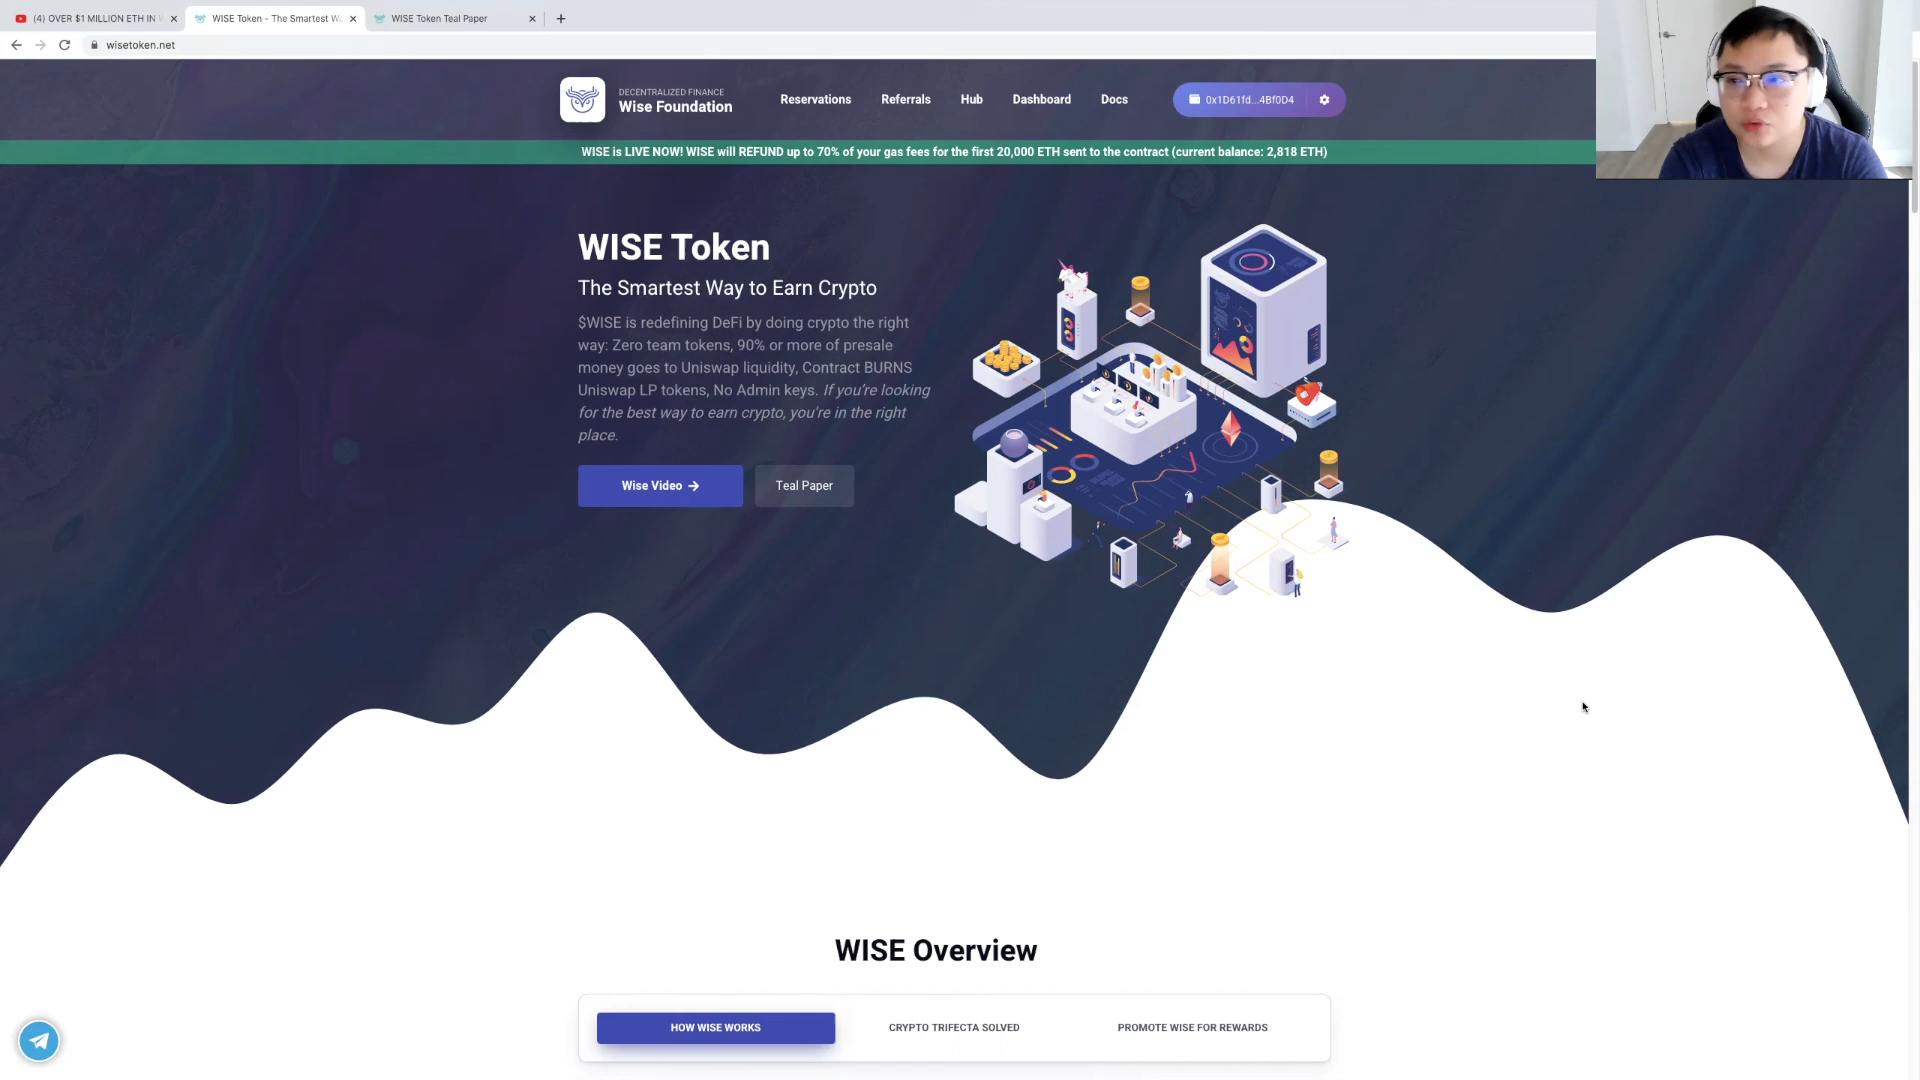 (4) OVER $1 MILLION ETH IN
WISE Token - The Smartest
WISE Token Teal Paper
wisetoken.net
DECENTRALIZED FINANCE
Wise Foundation
Reservations
Referrals
Hub
Dashboard
Docs
0x1D61fd...4Bf0D4
WISE is LIVE NOW! WISE will REFUND up to 70% of your gas fees for the first 20,000 ETH sent to the contract (current balance: 2,818 ETH)
WISE Token
The Smartest Way to Earn Crypto
$WISE is redefining DeFi by doing crypto the right
way: Zero team tokens, 90% or more of presale
money goes to Uniswap liquidity, Contract BURNS
Uniswap LP tokens, No Admin keys. If you're looking
for the best way to earn crypto, you're in the right
place.
Wise Video
Teal Paper
WISE Overview
HOW WISE WORKS
CRYPTO TRIFECTA SOLVED
PROMOTE WISE FOR REWARDS